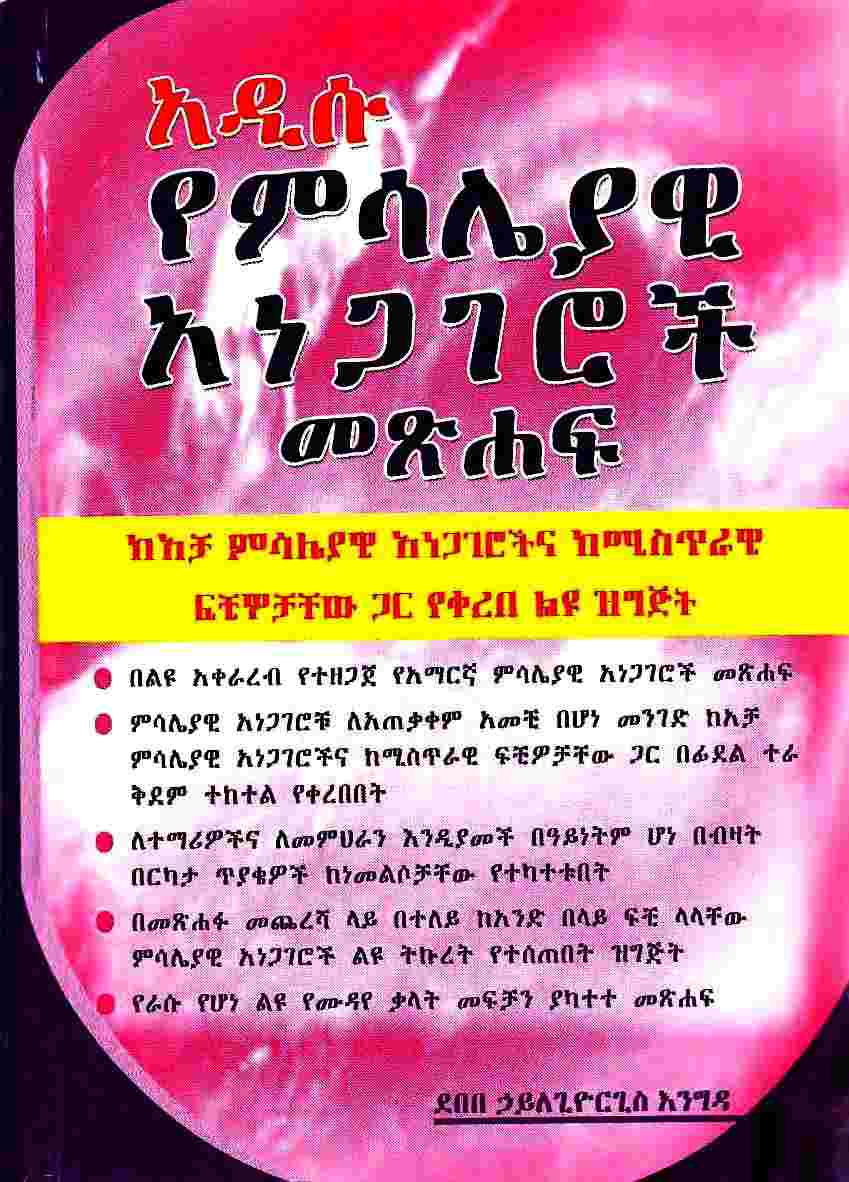 አዲሱ
የምሳሌያዊ
አነጋገሮች
መጽሐፍ
ከአቻ ምሳሌያዊ አነጋገሮችና ከሚስጥራዊ
ፍቺዎቻቸው ጋር የቀረበ ልዩ ዝግጅት
በልዩ አቀራረብ የተዘጋጀ የአማርኛ ምሳሌያዊ አነጋገሮች መጽሐፍ
ምሳሌያዊ አነጋገሮቹ ለአጠቃቀም አመቺ በሆነ መንገድ ከአቻ
ምሳሌያዊ አነጋገሮችና ከሚስጥራዊ ፍቺዎቻቸው ጋር በፊደል ተራ
ቅደም ተከተል የቀረበበት
ለተማሪዎችና ለመምህራን እንዲያመች በዓይነትም ሆነ በብዛት
በርካታ ጥያቄዎች ከነመልሶቻቸው የተካተቱበት
በመጽሐፉ መጨረሻ ላይ በተለይ ከአንድ በላይ ፍቺ ላላቸው
ምሳሌያዊ አነጋገሮች ልዩ ትኩረት የተሰጠበት ዝግጅት
የራሱ የሆነ ልዩ የሙዳየ ቃላት መፍቻን ያካተተ መጽሐፍ
ደበበ ኃይለጊዮርጊስ እንግዳ